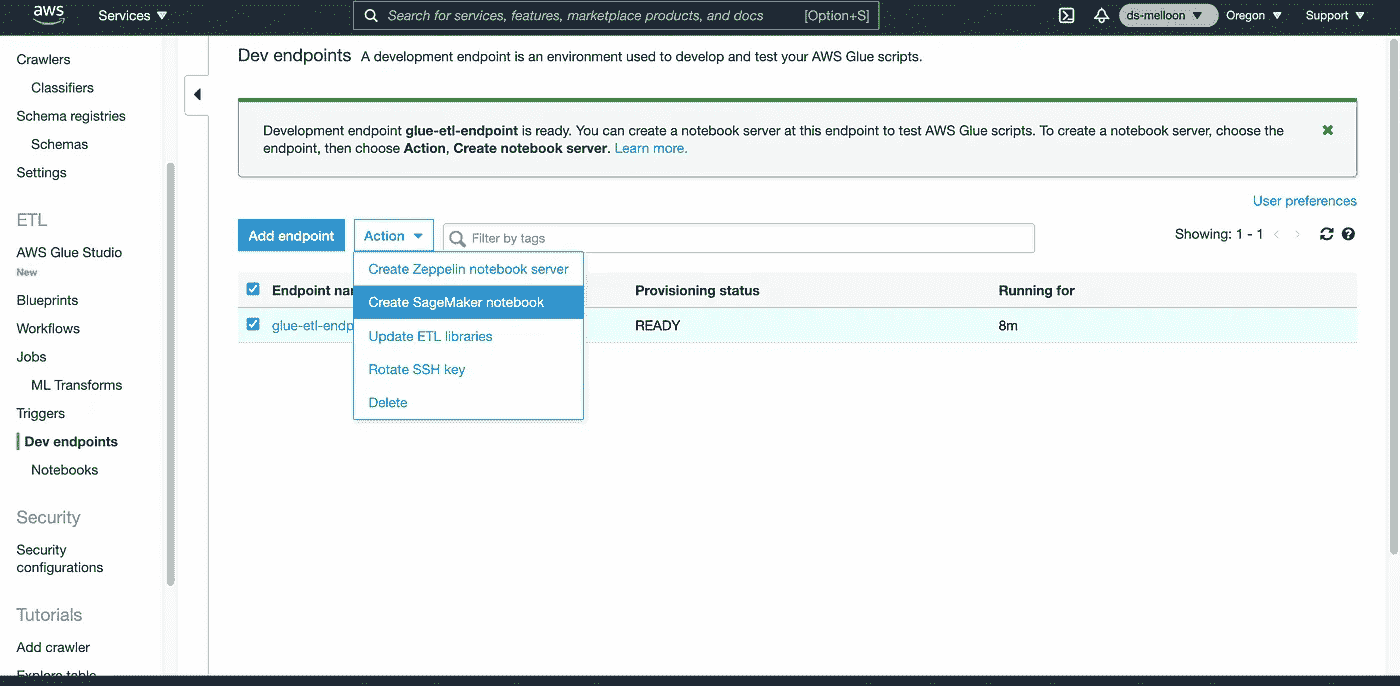 aws
Services ▼
Search for services, features, marketplace products, and docs
[Option+S]
ds-melloon ▼
Oregon ▼
Support ▼
Crawlers
Classifiers
Schema registries
Schemas
Settings
ETL
AWS Glue Studio
New
Blueprints
Workflows
Jobs
ML Transforms
Triggers
Dev endpoints
Notebooks
Security
Security
configurations
Tutorials
Add crawler
Explore table
Dev endpoints A development endpoint is an environment used to develop and test your AWS Glue scripts.
Development endpoint glue-etl-endpoint is ready. You can create a notebook server at this endpoint to test AWS Glue scripts. To create a notebook server, choose the
endpoint, then choose Action, Create notebook server. Learn more.
User preferences
Add endpoint
Action
Filter by tags
Showing: 1 - 1
Create Zeppelin notebook server
Create SageMaker notebook
Update ETL libraries
Rotate SSH key
Delete
Endpoint nar
Provisioning status
Running for
glue-etl-endp
READY
8m